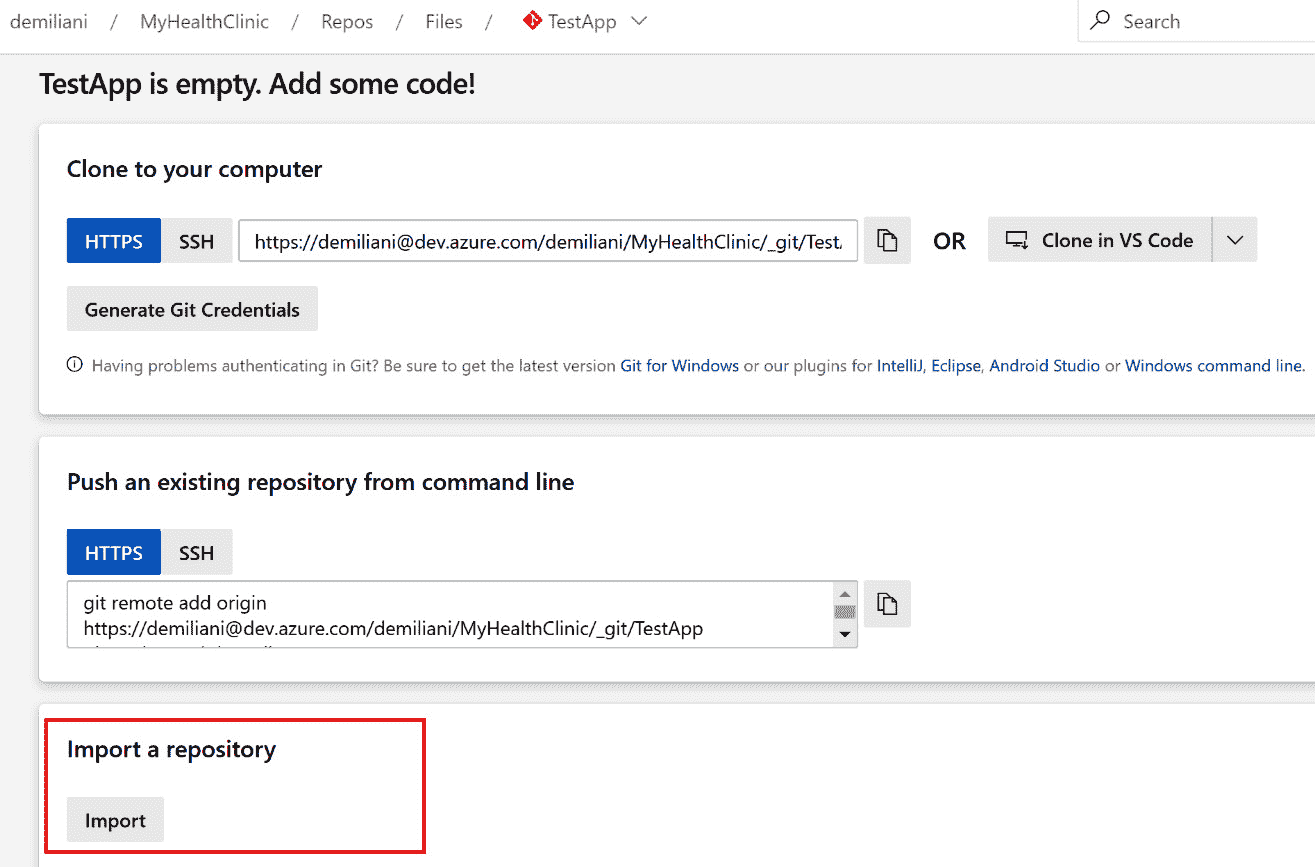 demiliani / MyHealthClinic / Repos / Files / TestApp
Search
TestApp is empty. Add some code!
Clone to your computer
HTTPS SSH https://demiliani@dev.azure.com/demiliani/MyHealthClinic/_git/Test OR Clone in VS Code
Generate Git Credentials
Having problems authenticating in Git? Be sure to get the latest version Git for Windows or our plugins for IntelliJ, Eclipse, Android Studio or Windows command line.
Push an existing repository from command line
HTTPS SSH
git remote add origin
https://demiliani@dev.azure.com/demiliani/MyHealthClinic/_git/TestApp
Import a repository
Import